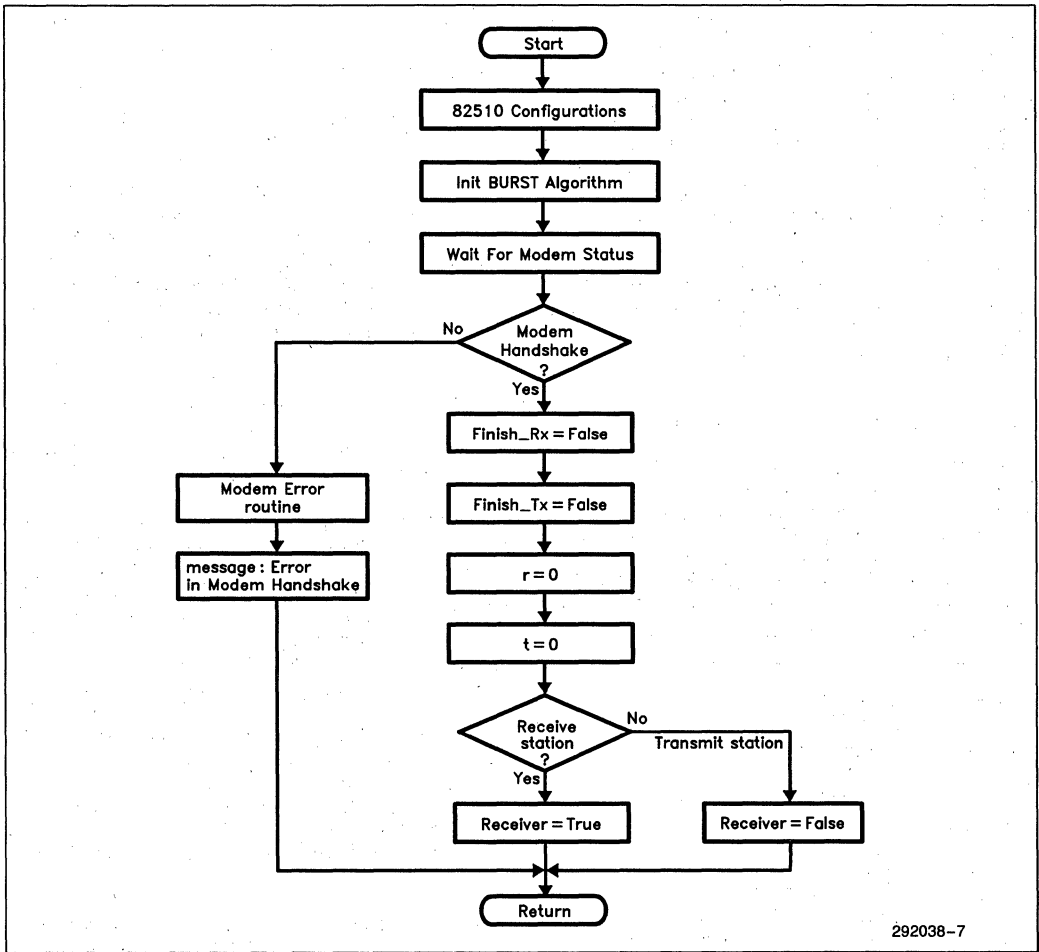 Start
82510 Configurations
Init BURST Algorithm
Wait For Modem Status
No
Modem
Handshake
?
Yes
Finish_Rx=False
Finish_Tx=False
Modem Error
routine
r=0
message: Error
in Modem Handshake
t=0
Receive
station
?
No
Transmit station
Yes
Receiver=True
Receiver=False
Return
292038-7